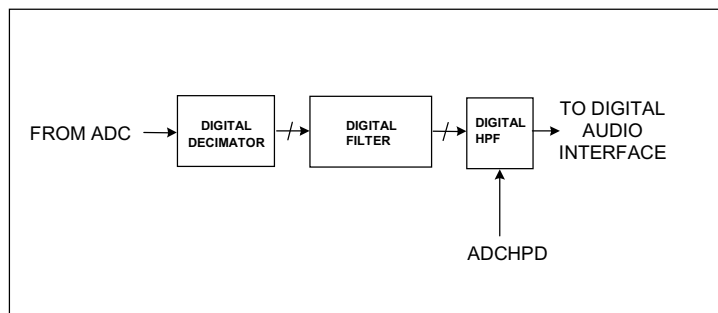 FROM ADC
DIGITAL
DECIMATOR
DIGITAL
FILTER
DIGITAL
HPF
TO DIGITAL
AUDIO
INTERFACE
ADCHPD